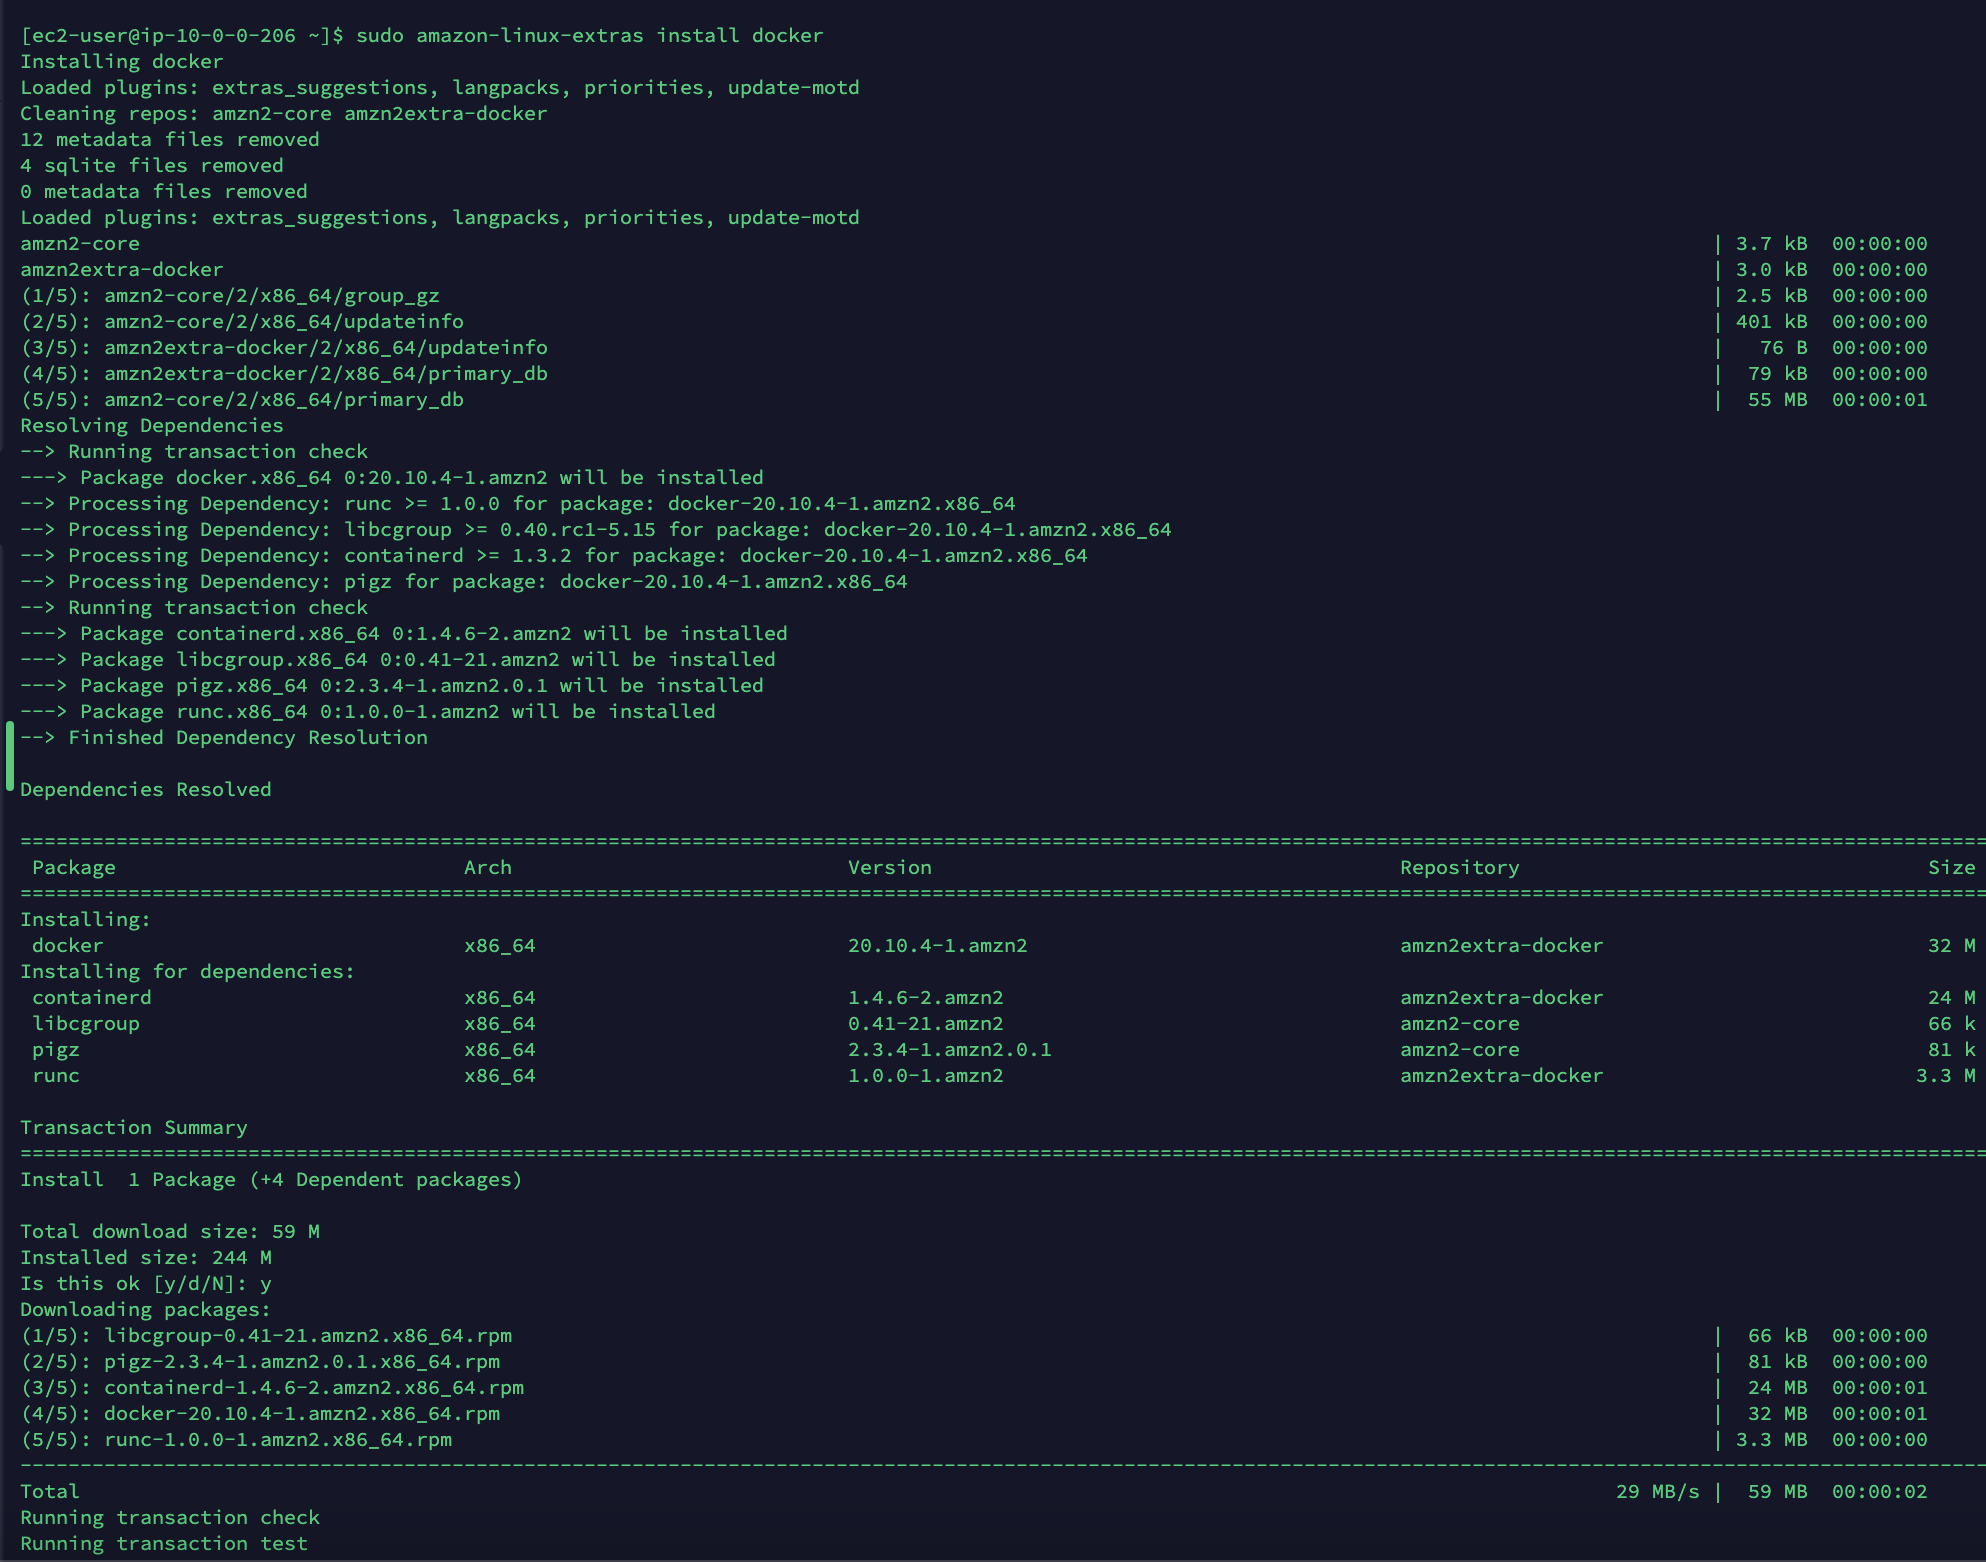 [ec2-user@ip-10-0-0-206 ~]$ sudo amazon-linux-extras install docker
Installing docker
Loaded plugins: extras_suggestions, langpacks, priorities, update-motd
Cleaning repos: amzn2-core amzn2extra-docker
12 metadata files removed
4 sqlite files removed
0 metadata files removed
Loaded plugins: extras_suggestions, langpacks, priorities, update-motd
amzn2-core | 3.7 kB 00:00:00
amzn2extra-docker | 3.0 kB 00:00:00
(1/5): amzn2-core/2/x86_64/group_gz | 2.5 kB 00:00:00
(2/5): amzn2-core/2/x86_64/updateinfo | 401 kB 00:00:00
(3/5): amzn2extra-docker/2/x86_64/updateinfo | 76 B 00:00:00
(4/5): amzn2extra-docker/2/x86_64/primary_db | 79 kB 00:00:00
(5/5): amzn2-core/2/x86_64/primary_db | 55 MB 00:00:01
Resolving Dependencies
--> Running transaction check
---> Package docker.x86_64 0:20.10.4-1.amzn2 will be installed
--> Processing Dependency: runc >= 1.0.0 for package: docker-20.10.4-1.amzn2.x86_64
--> Processing Dependency: libcgroup >= 0.40.rc1-5.15 for package: docker-20.10.4-1.amzn2.x86_64
--> Processing Dependency: containerd >= 1.3.2 for package: docker-20.10.4-1.amzn2.x86_64
--> Processing Dependency: pigz for package: docker-20.10.4-1.amzn2.x86_64
--> Running transaction check
---> Package containerd.x86_64 0:1.4.6-2.amzn2 will be installed
---> Package libcgroup.x86_64 0:0.41-21.amzn2 will be installed
---> Package pigz.x86_64 0:2.3.4-1.amzn2.0.1 will be installed
---> Package runc.x86_64 0:1.0.0-1.amzn2 will be installed
--> Finished Dependency Resolution
Dependencies Resolved
Package Arch Version Repository Size
Installing:
docker x86_64 20.10.4-1.amzn2 amzn2extra-docker 32 M
Installing for dependencies:
containerd x86_64 1.4.6-2.amzn2 amzn2extra-docker 24 M
libcgroup x86_64 0.41-21.amzn2 amzn2-core 66 k
pigz x86_64 2.3.4-1.amzn2.0.1 amzn2-core 81 k
runc x86_64 1.0.0-1.amzn2 amzn2extra-docker 3.3 M
Transaction Summary
Install 1 Package (+4 Dependent packages)
Total download size: 59 M
Installed size: 244 M
Is this ok [y/d/N]: y
Downloading packages:
(1/5): libcgroup-0.41-21.amzn2.x86_64.rpm | 66 kB 00:00:00
(2/5): pigz-2.3.4-1.amzn2.0.1.x86_64.rpm | 81 kB 00:00:00
(3/5): containerd-1.4.6-2.amzn2.x86_64.rpm | 24 MB 00:00:01
(4/5): docker-20.10.4-1.amzn2.x86_64.rpm | 32 MB 00:00:01
(5/5): runc-1.0.0-1.amzn2.x86_64.rpm | 3.3 MB 00:00:00
Total 29 MB/s | 59 MB 00:00:02
Running transaction check
Running transaction test